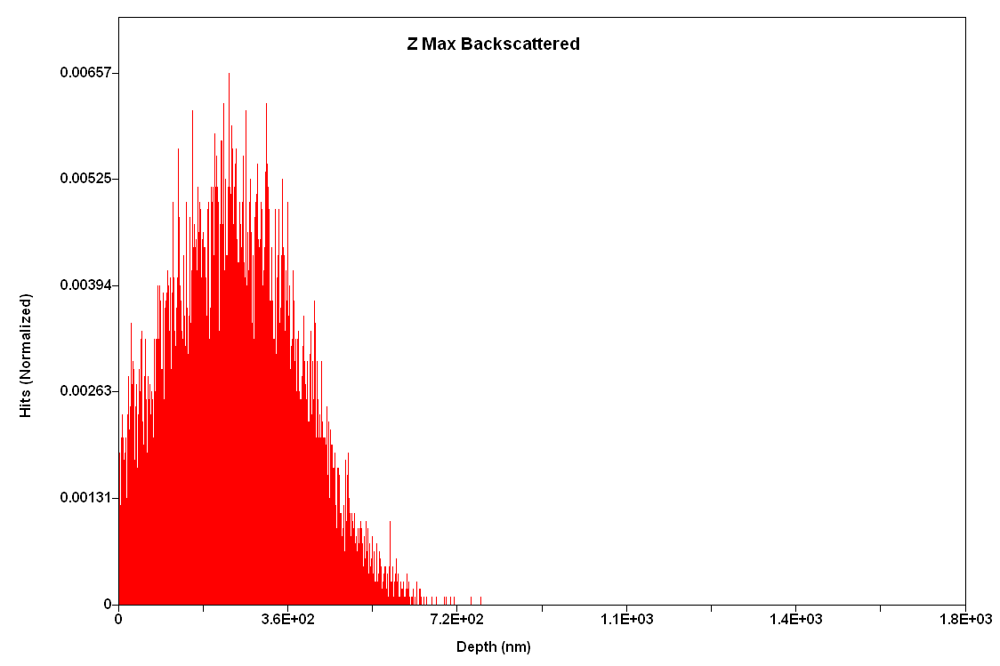 Z Max Backscattered
0.00657
0.00525
0.00394
Hits (Normalized)
0.00263
0.00131
0
0 3.6E+02 7.2E+02 1.1E+03 1.4E+03 1.8E+03
Depth (nm)